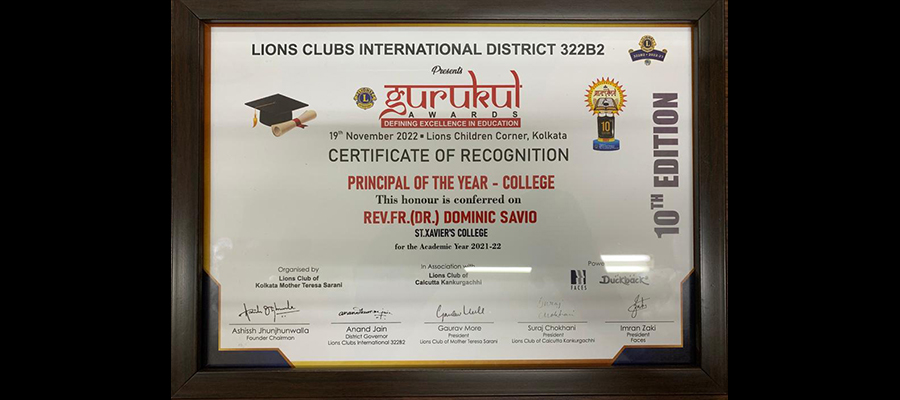 LIONS CLUBS INTERNATIONAL DISTRICT 322B2
Presents
gurukul
AWARDS
DEFINING EXCELLENCE IN EDUCATION
19th November 2022 ▪ Lions Children Corner, Kolkata
CERTIFICATE OF RECOGNITION
10TH EDITION
PRINCIPAL OF THE YEAR - COLLEGE
This honour is conferred on
REV.FR.(DR.) DOMINIC SAVIO
ST.XAVIER'S COLLEGE
for the Academic Year 2021-22
Organised by
Lions Club of
Kolkata Mother Teresa Sarani
In Association with
Lions Club of
Calcutta Kankurgachhi
FACES
Duckback
Ashissh Jhunjhunwalla
Founder Chairman
Anand Jain
District Governor
Lions Clubs International 322B2
Gaurav More
President
Lions Club of Mother Teresa Sarani
Suraj Chokhani
President
Lions Club of Calcutta Kankurgachhi
Imran Zaki
President
Faces